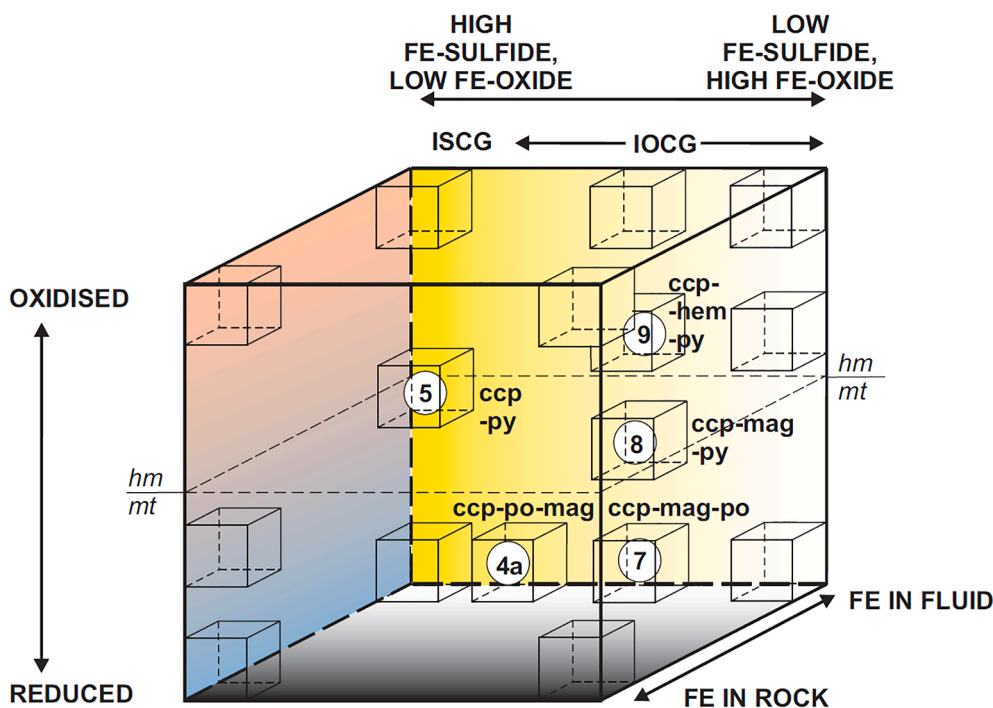 HIGH
FE-SULFIDE,
LOW FE-OXIDE
LOW
FE-SULFIDE,
HIGH FE-OXIDE
ISCG
IOCG
OXIDISED
ccp-
-hem
-py
9
hm
mt
5
ccp
-py
8
ccp-mag
-py
hm
mt
ccp-po-mag
ccp-mag-po
4a
7
FE IN FLUID
REDUCED
FE IN ROCK